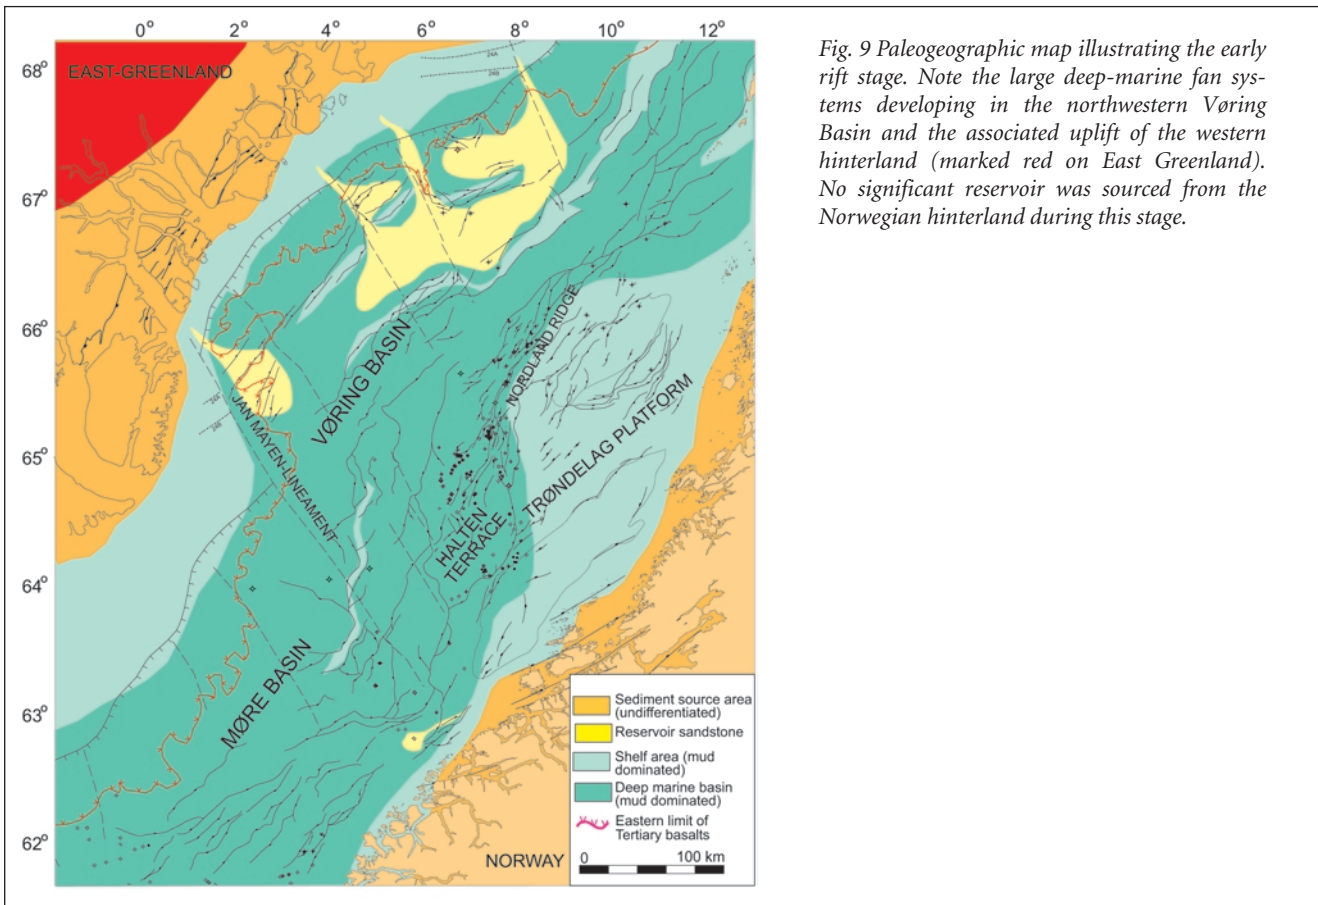 0° 2° 4° 6° 8° 10° 12°
Fig. 9 Paleogeographic map illustrating the early
rift stage. Note the large deep-marine fan sys-
tems developing in the northwestern Vøring
Basin and the associated uplift of the western
hinterland (marked red on East Greenland).
No significant reservoir was sourced from the
Norwegian hinterland during this stage.
68°
EAST-GREENLAND
24A
24B
67°
66°
NORDLAND RIDGE
VØRING BASIN
JAN MAYEN-LINEAMENT
24B
65°
TRØNDELAG PLATFORM
HALTEN
TERRACE
64°
MØRE BASIN
63°
62°
NORWAY
Sediment source area
(undifferentiated)
Reservoir sandstone
Shelf area (mud
dominated)
Deep marine basin
(mud dominated)
Eastern limit of
Tertiary basalts
0 100 km